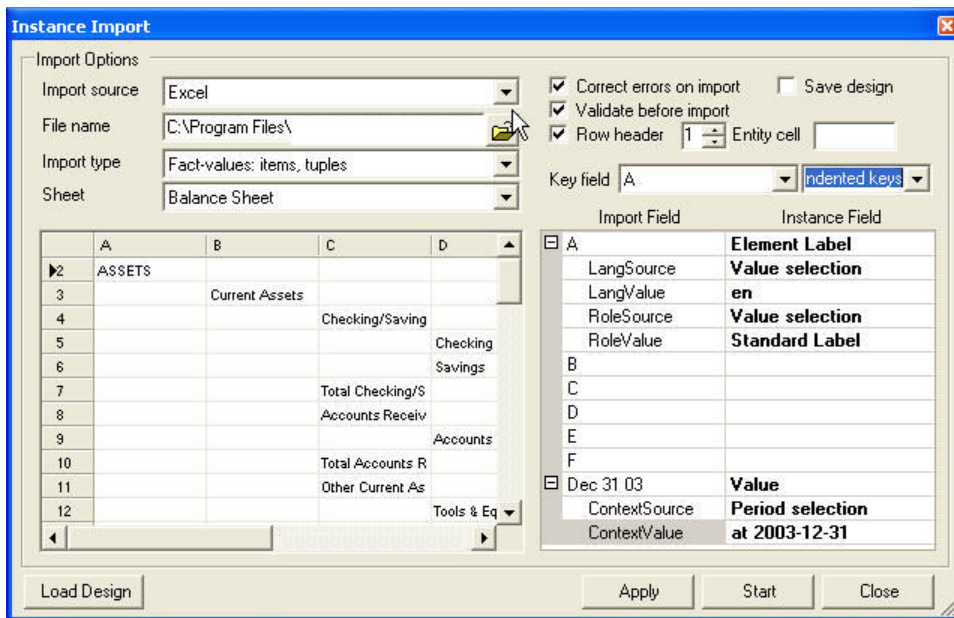 Instance Import
Import Options
Import source Excel
File name C:\Program Files\
Import type Fact-values: items, tuples
Sheet Balance Sheet
Correct errors on import Save design
Validate before import
Row header 1 Entity cell
Key field A ndented keys
Import Field Instance Field
A B C D
2 ASSETS
3 Current Assets
4 Checking/Saving
5 Checking
6 Savings
7 Total Checking/S
8 Accounts Receiv
9 Accounts
10 Total Accounts R
11 Other Current As
12 Tools & Eq
A Element Label
LangSource Value selection
LangValue en
RoleSource Value selection
RoleValue Standard Label
B
C
D
E
F
Dec 31 03 Value
ContextSource Period selection
ContextValue at 2003-12-31
Load Design Apply Start Close